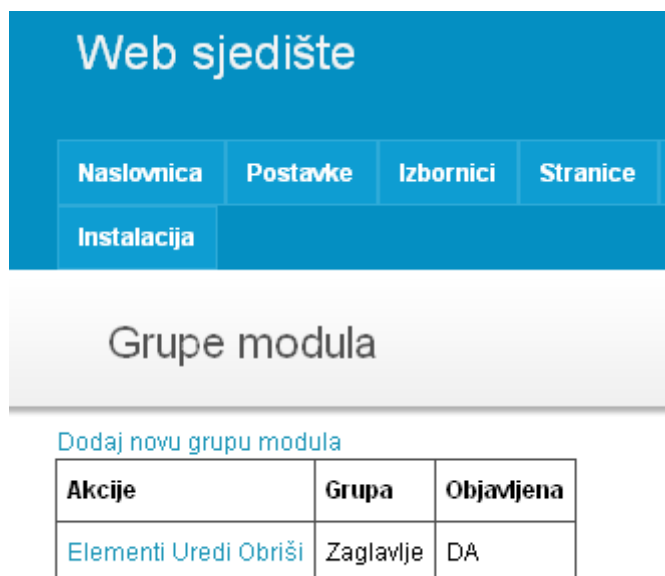 Web sjedište
Naslovnica Postavke Izbornici Stranice
Instalacija
Grupe modula
Dodaj novu grupu modula
Akcije Grupa Objavljena
Elementi Uredi Obriši Zaglavlje DA